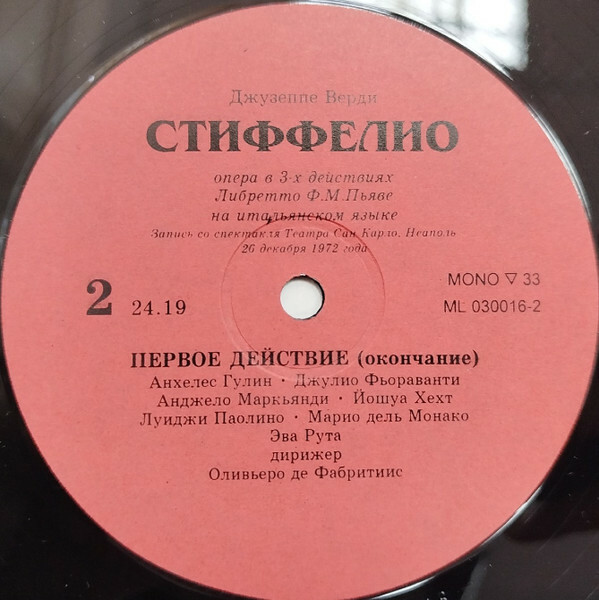 Джузеппе Верди
СТИФФЕЛИО
опера в 3-х действиях
Либретто Ф.М.Пьяве
на итальянском языке
Запись со спектакля Театра Сан Карло, Неаполь
26 декабря 1972 года
2 24.19
MONO ▽ 33
ML 030016-2
ПЕРВОЕ ДЕЙСТВИЕ (окончание)
Анхелес Гулин · Джулио Фьораванти
Анджело Маркьянди · Йошуа Хехт
Луиджи Паолино · Марио дель Монако
Эва Рута
дирижер
Оливьеро де Фабритиис